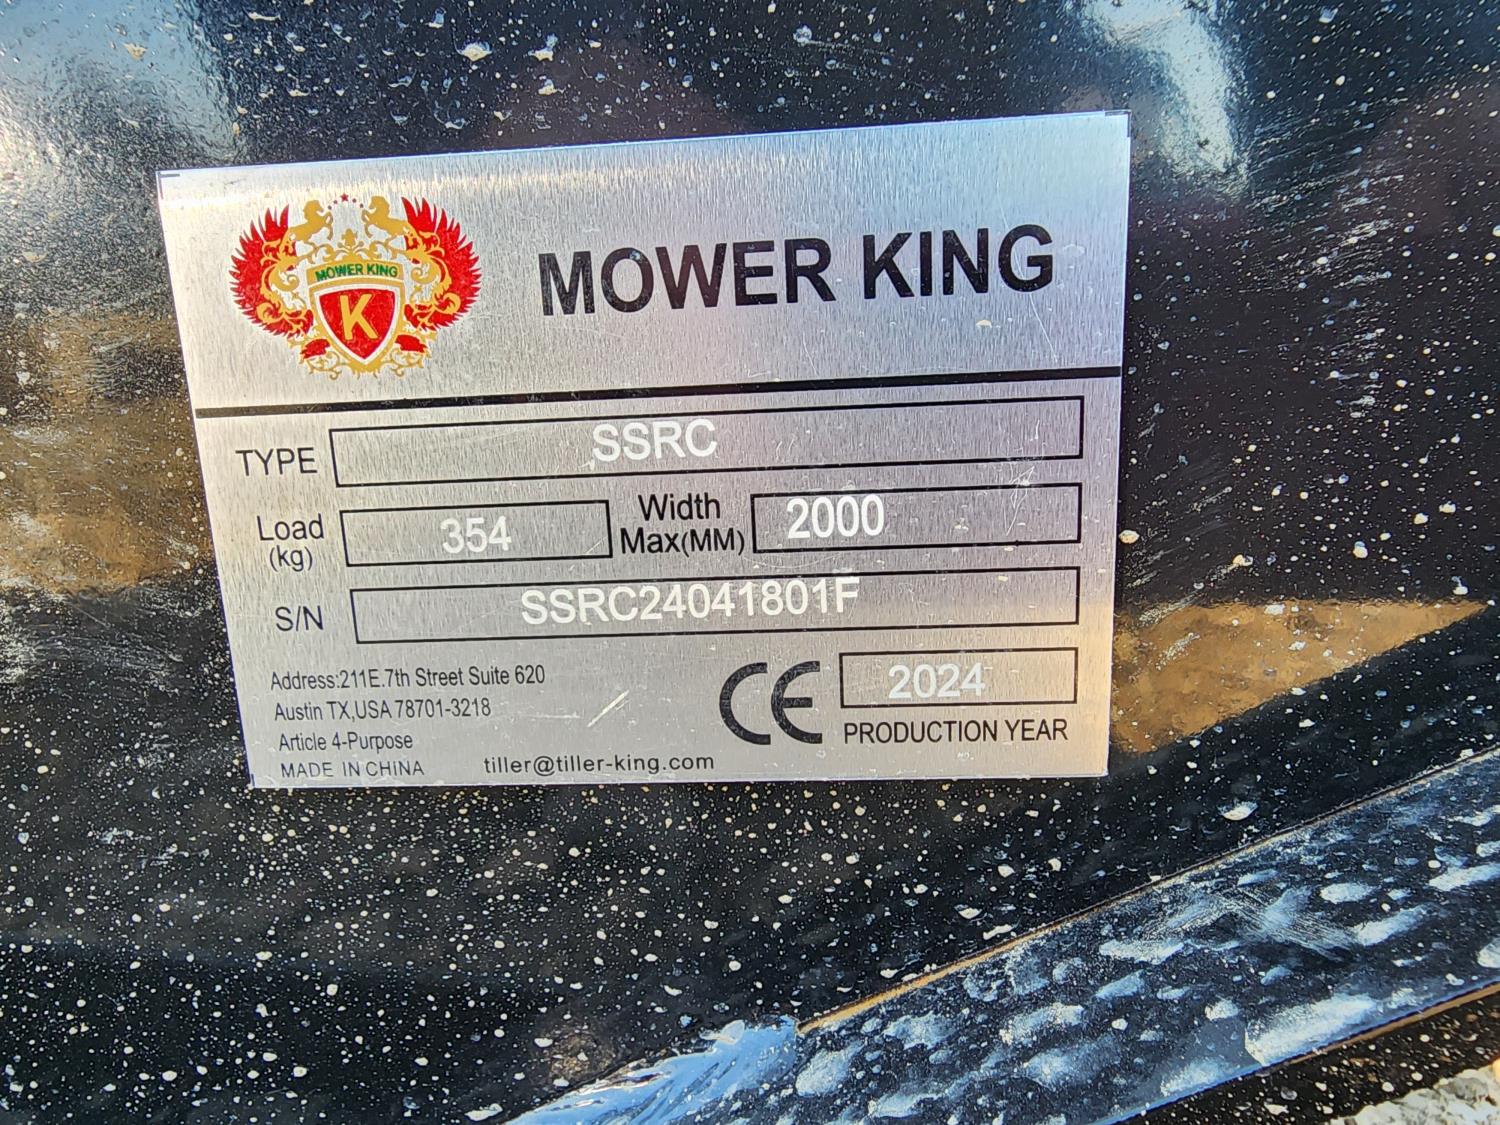 MOWER KING
K
MOWER KING
TYPE SSRC
Load (kg) 354 Width Max(MM) 2000
S/N SSRC24041801F
Address:211E.7th Street Suite 620
Austin TX,USA 78701-3218
Article 4-Purpose
MADE IN CHINA
tiller@tiller-king.com
CE 2024
PRODUCTION YEAR